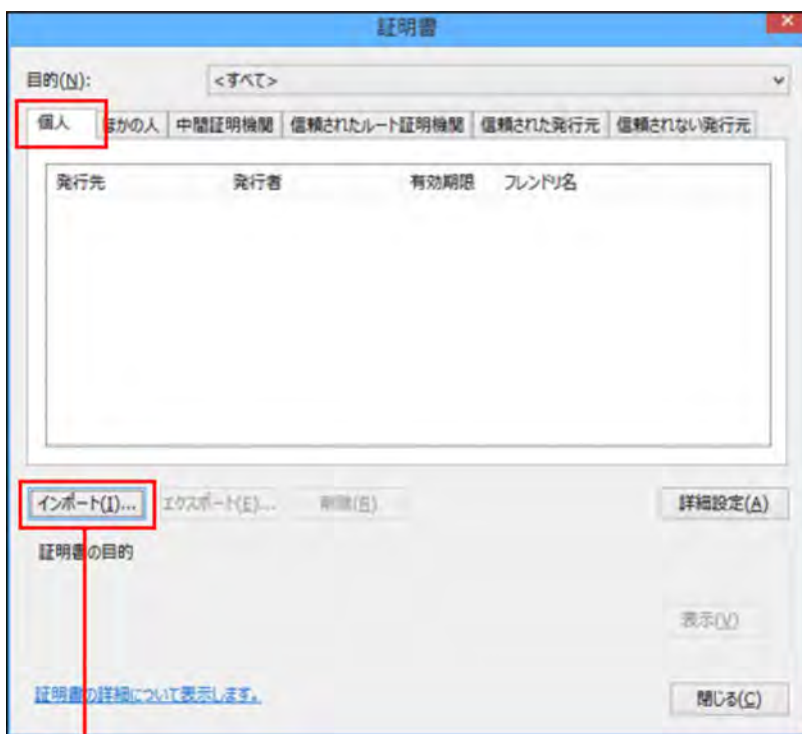 証明書
目的(N): <すべて>
個人 ほかの人 中間証明機関 信頼されたルート証明機関 信頼された発行元 信頼されない発行元
発行先 発行者 有効期限 フレンドリ名
インポート(I)... エクスポート(E)... 削除(R) 詳細設定(A)
証明書の目的
表示(V)
証明書の詳細について表示します。 閉じる(C)